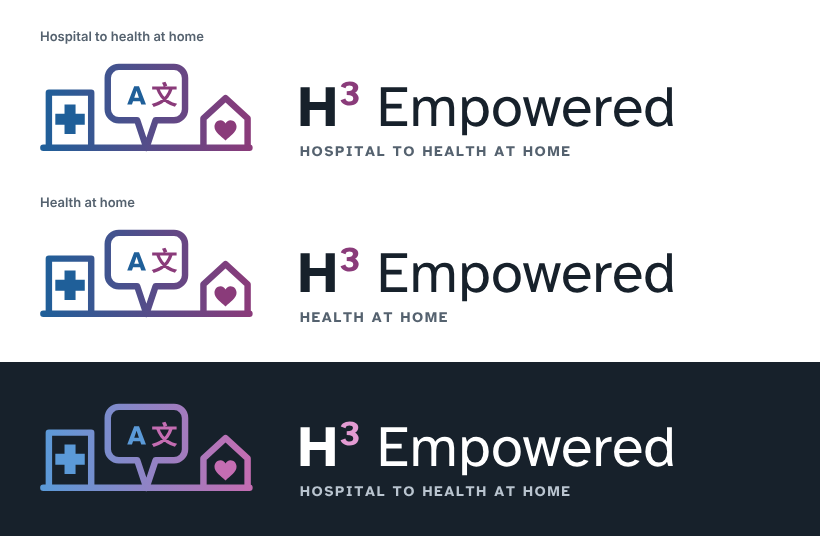 Hospital to health at home
A 文
H³ Empowered
HOSPITAL TO HEALTH AT HOME
Health at home
A 文
H³ Empowered
HEALTH AT HOME
A 文
H³ Empowered
HOSPITAL TO HEALTH AT HOME